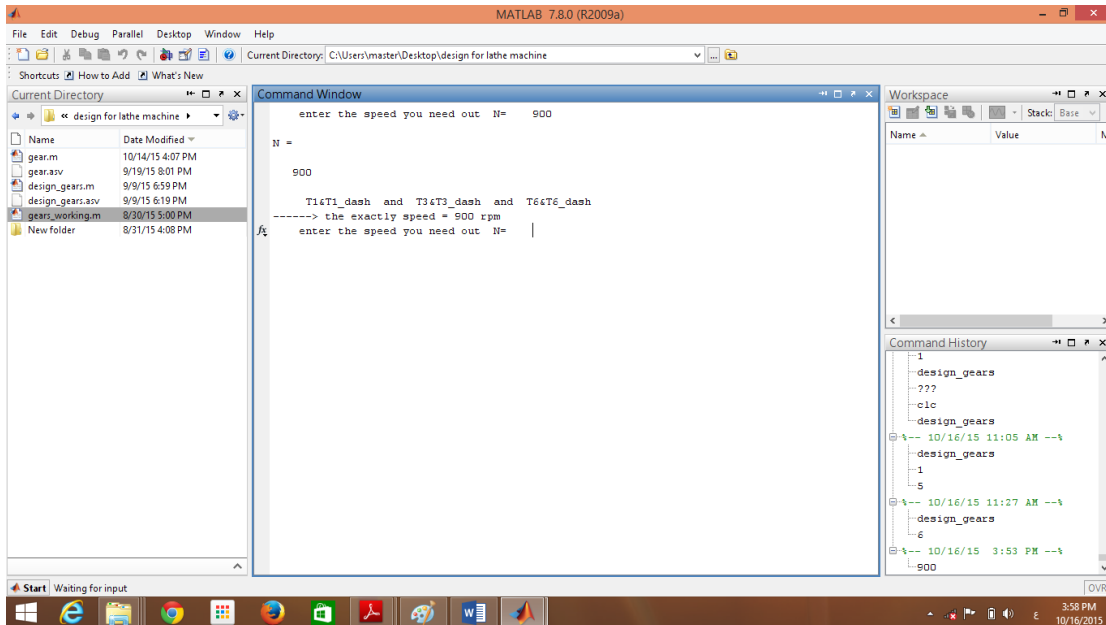 MATLAB 7.8.0 (R2009a)
File Edit Debug Parallel Desktop Window Help
Current Directory: C:\Users\master\Desktop\design for lathe machine
Shortcuts How to Add What's New
Current Directory
« design for lathe machine
Name Date Modified
gear.m 10/14/15 4:07 PM
gear.asv 9/19/15 8:01 PM
design_gears.m 9/9/15 6:59 PM
design_gears.asv 9/9/15 6:19 PM
gears_working.m 8/30/15 5:00 PM
New folder 8/31/15 4:08 PM
Command Window
enter the speed you need out N= 900
N =
900
T1&T1_dash and T3&T3_dash and T6&T6_dash
------> the exactly speed = 900 rpm
fx enter the speed you need out N=
Workspace
Stack: Base
Name Value
Command History
1
design_gears
???
clc
design_gears
%-- 10/16/15 11:05 AM --%
design_gears
1
5
%-- 10/16/15 11:27 AM --%
design_gears
6
%-- 10/16/15 3:53 PM --%
900
Start Waiting for input
OVR
ع
3:58 PM
10/16/2015